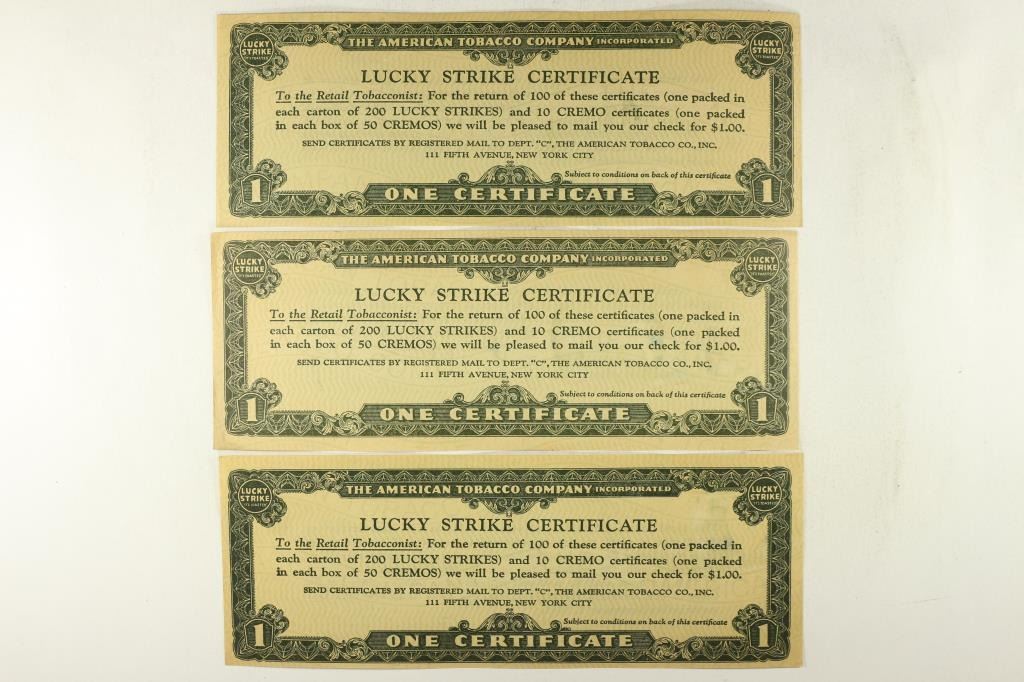 LUCKY STRIKE "IT'S TOASTED"
THE AMERICAN TOBACCO COMPANY INCORPORATED
LUCKY STRIKE "IT'S TOASTED"
LUCKY STRIKE CERTIFICATE
To the Retail Tobacconist: For the return of 100 of these certificates (one packed in
each carton of 200 LUCKY STRIKES) and 10 CREMO certificates (one packed
in each box of 50 CREMOS) we will be pleased to mail you our check for $1.00.
SEND CERTIFICATES BY REGISTERED MAIL TO DEPT. "C", THE AMERICAN TOBACCO CO., INC.
111 FIFTH AVENUE, NEW YORK CITY
Subject to conditions on back of this certificate
1 ONE CERTIFICATE 1
LUCKY STRIKE "IT'S TOASTED"
THE AMERICAN TOBACCO COMPANY INCORPORATED
LUCKY STRIKE "IT'S TOASTED"
LUCKY STRIKE CERTIFICATE
To the Retail Tobacconist: For the return of 100 of these certificates (one packed in
each carton of 200 LUCKY STRIKES) and 10 CREMO certificates (one packed
in each box of 50 CREMOS) we will be pleased to mail you our check for $1.00.
SEND CERTIFICATES BY REGISTERED MAIL TO DEPT. "C", THE AMERICAN TOBACCO CO., INC.
111 FIFTH AVENUE, NEW YORK CITY
Subject to conditions on back of this certificate
1 ONE CERTIFICATE 1
LUCKY STRIKE "IT'S TOASTED"
THE AMERICAN TOBACCO COMPANY INCORPORATED
LUCKY STRIKE "IT'S TOASTED"
LUCKY STRIKE CERTIFICATE
To the Retail Tobacconist: For the return of 100 of these certificates (one packed in
each carton of 200 LUCKY STRIKES) and 10 CREMO certificates (one packed
in each box of 50 CREMOS) we will be pleased to mail you our check for $1.00.
SEND CERTIFICATES BY REGISTERED MAIL TO DEPT. "C", THE AMERICAN TOBACCO CO., INC.
111 FIFTH AVENUE, NEW YORK CITY
Subject to conditions on back of this certificate
1 ONE CERTIFICATE 1